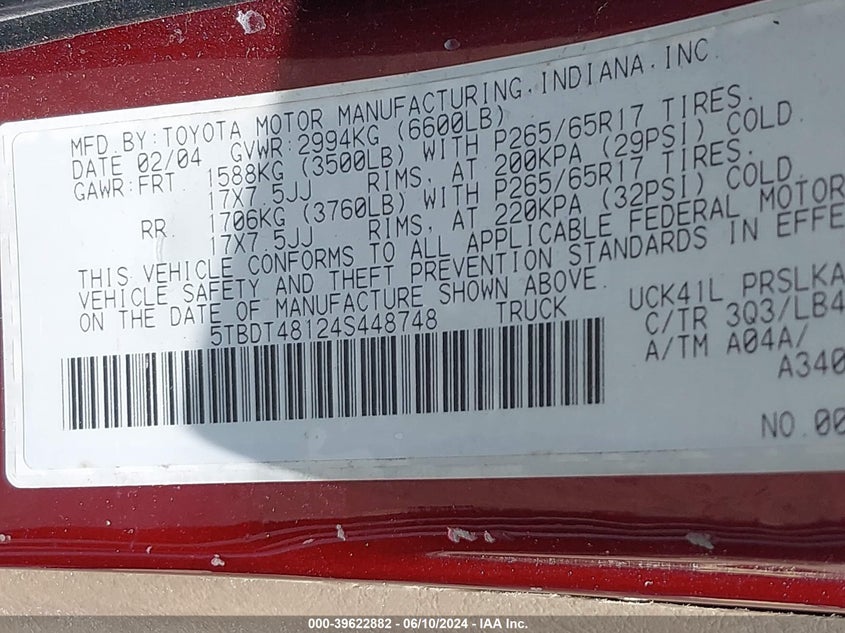 MFD.BY:TOYOTA MOTOR MANUFACTURING,INDIANA,INC.
DATE 02/04 GVWR:2994KG (6600LB)
GAWR:FRT. 1588KG (3500LB) WITH P265/65R17 TIRES.
17X7.5JJ RIMS, AT 200KPA (29PSI) COLD.
RR. 1706KG (3760LB) WITH P265/65R17 TIRES.
17X7.5JJ RIMS, AT 220KPA (32PSI) COLD.
THIS VEHICLE CONFORMS TO ALL APPLICABLE FEDERAL MOTOR
VEHICLE SAFETY AND THEFT PREVENTION STANDARDS IN EFFE
ON THE DATE OF MANUFACTURE SHOWN ABOVE.
5TBDT48124S448748 TRUCK
UCK41L PRSLKA
C/TR 3Q3/LB4
A/TM A04A/
A340
NO.00
000-39622882 - 06/10/2024 - IAA Inc.